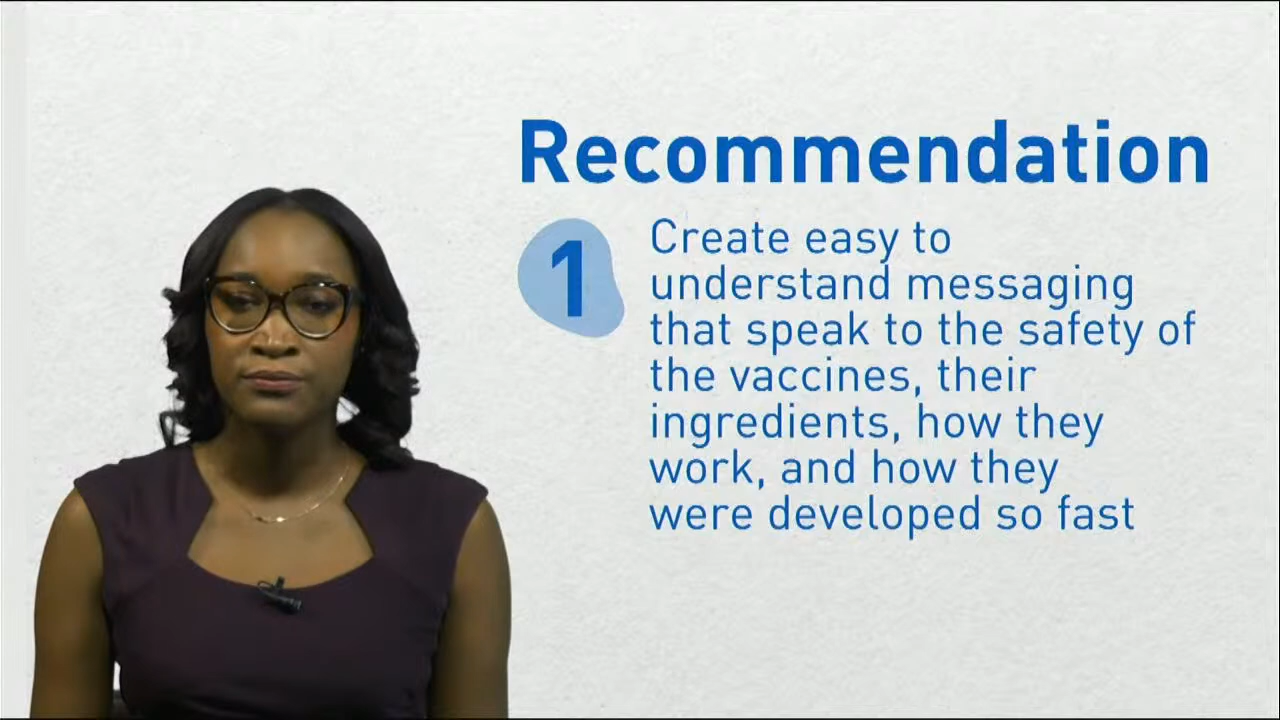 Recommendation
1
Create easy to
understand messaging
that speak to the safety of
the vaccines, their
ingredients, how they
work, and how they
were developed so fast